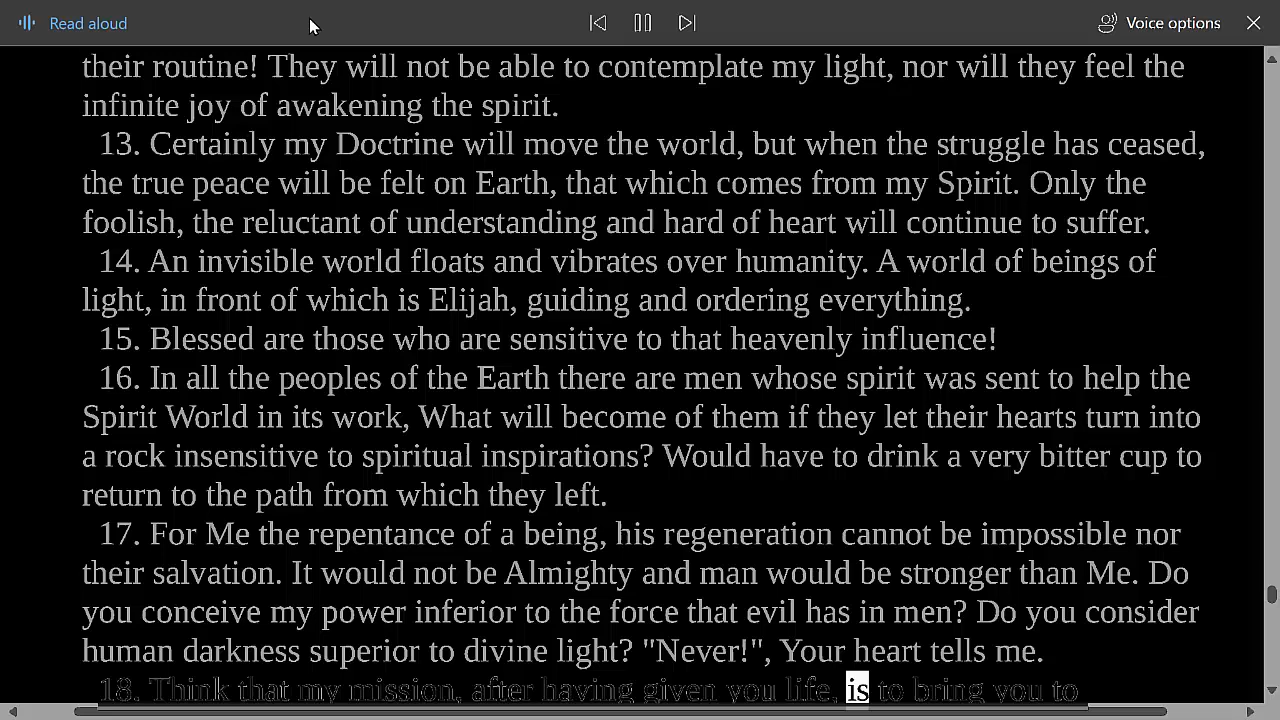 Read aloud
Voice options
their routine! They will not be able to contemplate my light, nor will they feel the
infinite joy of awakening the spirit.
13. Certainly my Doctrine will move the world, but when the struggle has ceased,
the true peace will be felt on Earth, that which comes from my Spirit. Only the
foolish, the reluctant of understanding and hard of heart will continue to suffer.
14. An invisible world floats and vibrates over humanity. A world of beings of
light, in front of which is Elijah, guiding and ordering everything.
15. Blessed are those who are sensitive to that heavenly influence!
16. In all the peoples of the Earth there are men whose spirit was sent to help the
Spirit World in its work, What will become of them if they let their hearts turn into
a rock insensitive to spiritual inspirations? Would have to drink a very bitter cup to
return to the path from which they left.
17. For Me the repentance of a being, his regeneration cannot be impossible nor
their salvation. It would not be Almighty and man would be stronger than Me. Do
you conceive my power inferior to the force that evil has in men? Do you consider
human darkness superior to divine light? "Never!", Your heart tells me.
18. Think that my mission, after having given you life, is to bring you to